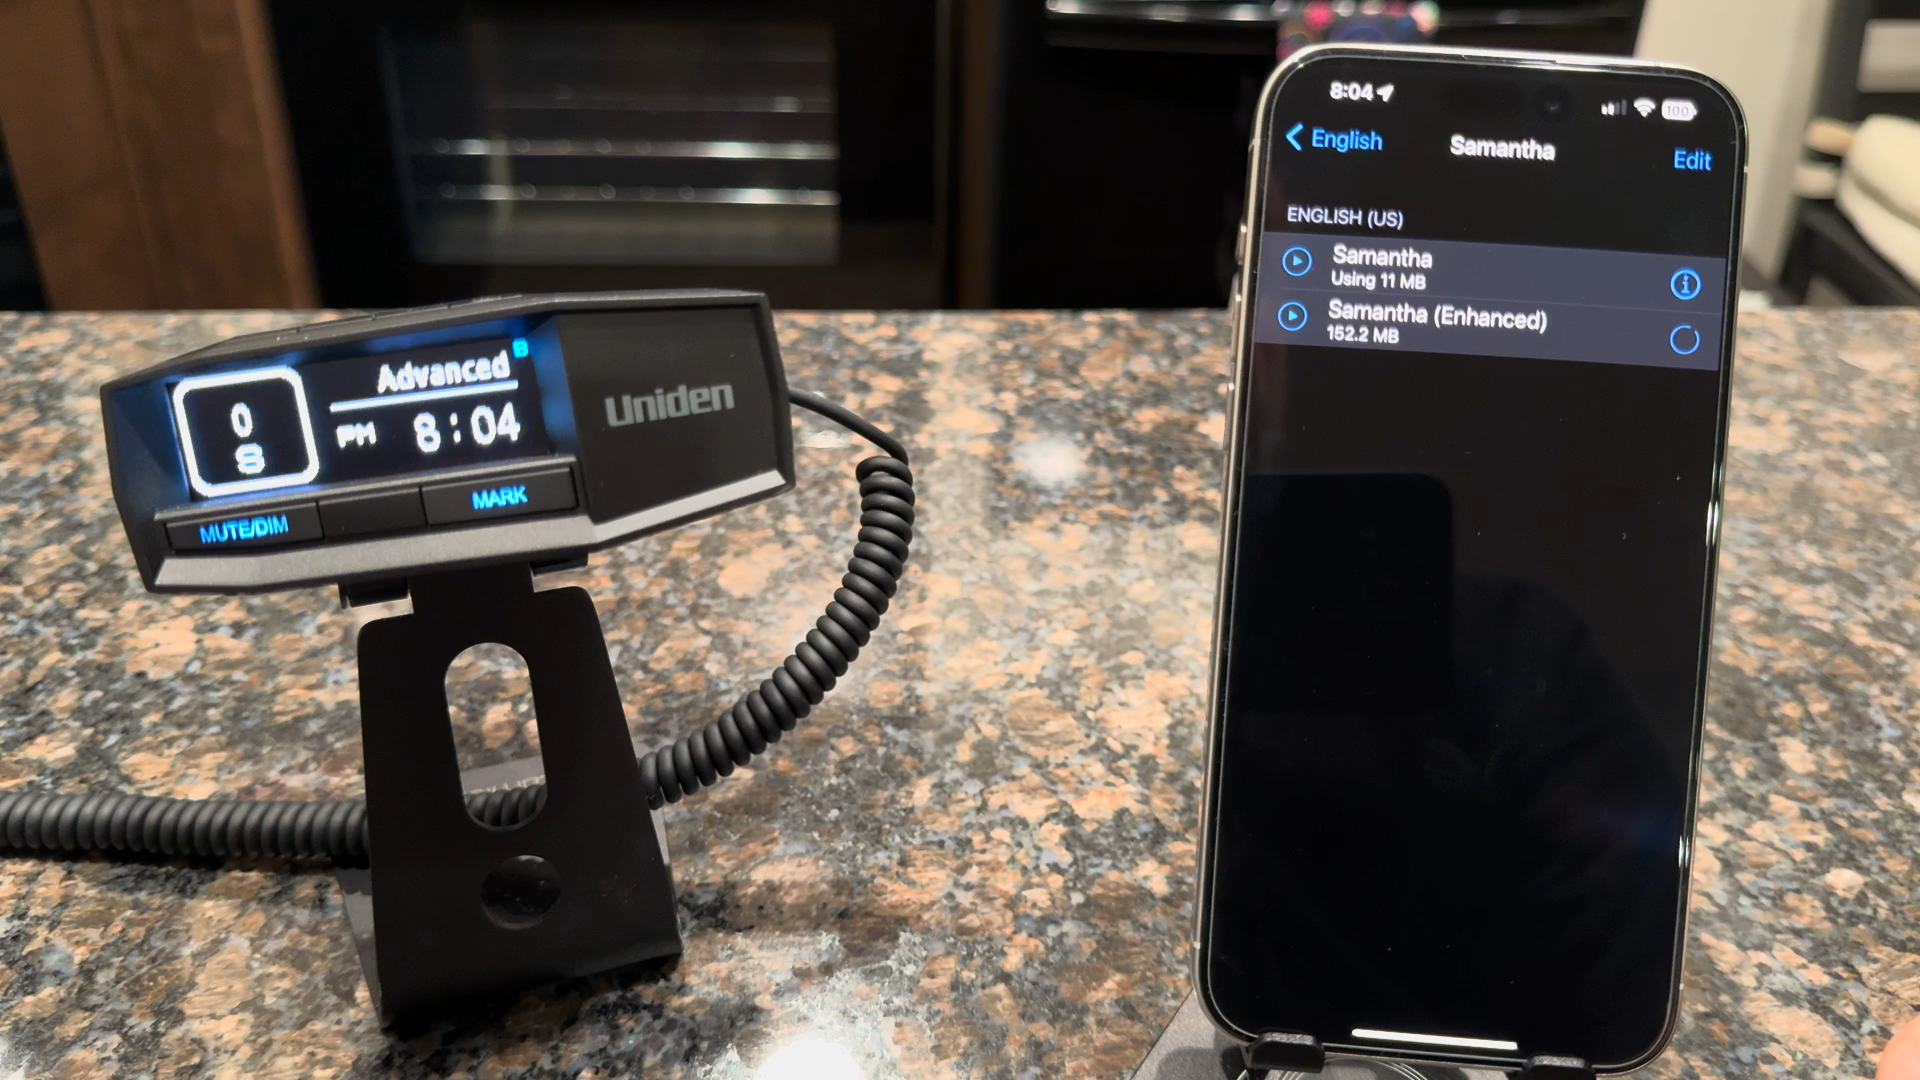 B
Advanced
0
8
PM 8:04
Uniden
MUTE/DIM
MARK
8:04
100
English
Samantha
Edit
ENGLISH (US)
Samantha
Using 11 MB
Samantha (Enhanced)
152.2 MB